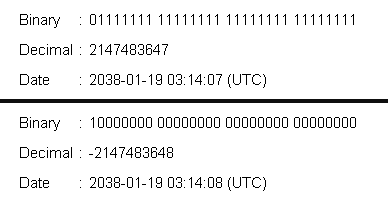 Binary : 01111111 11111111 11111111 11111111
Decimal : 2147483647
Date : 2038-01-19 03:14:07 (UTC)
Binary : 10000000 00000000 00000000 00000000
Decimal : -2147483648
Date : 2038-01-19 03:14:08 (UTC)